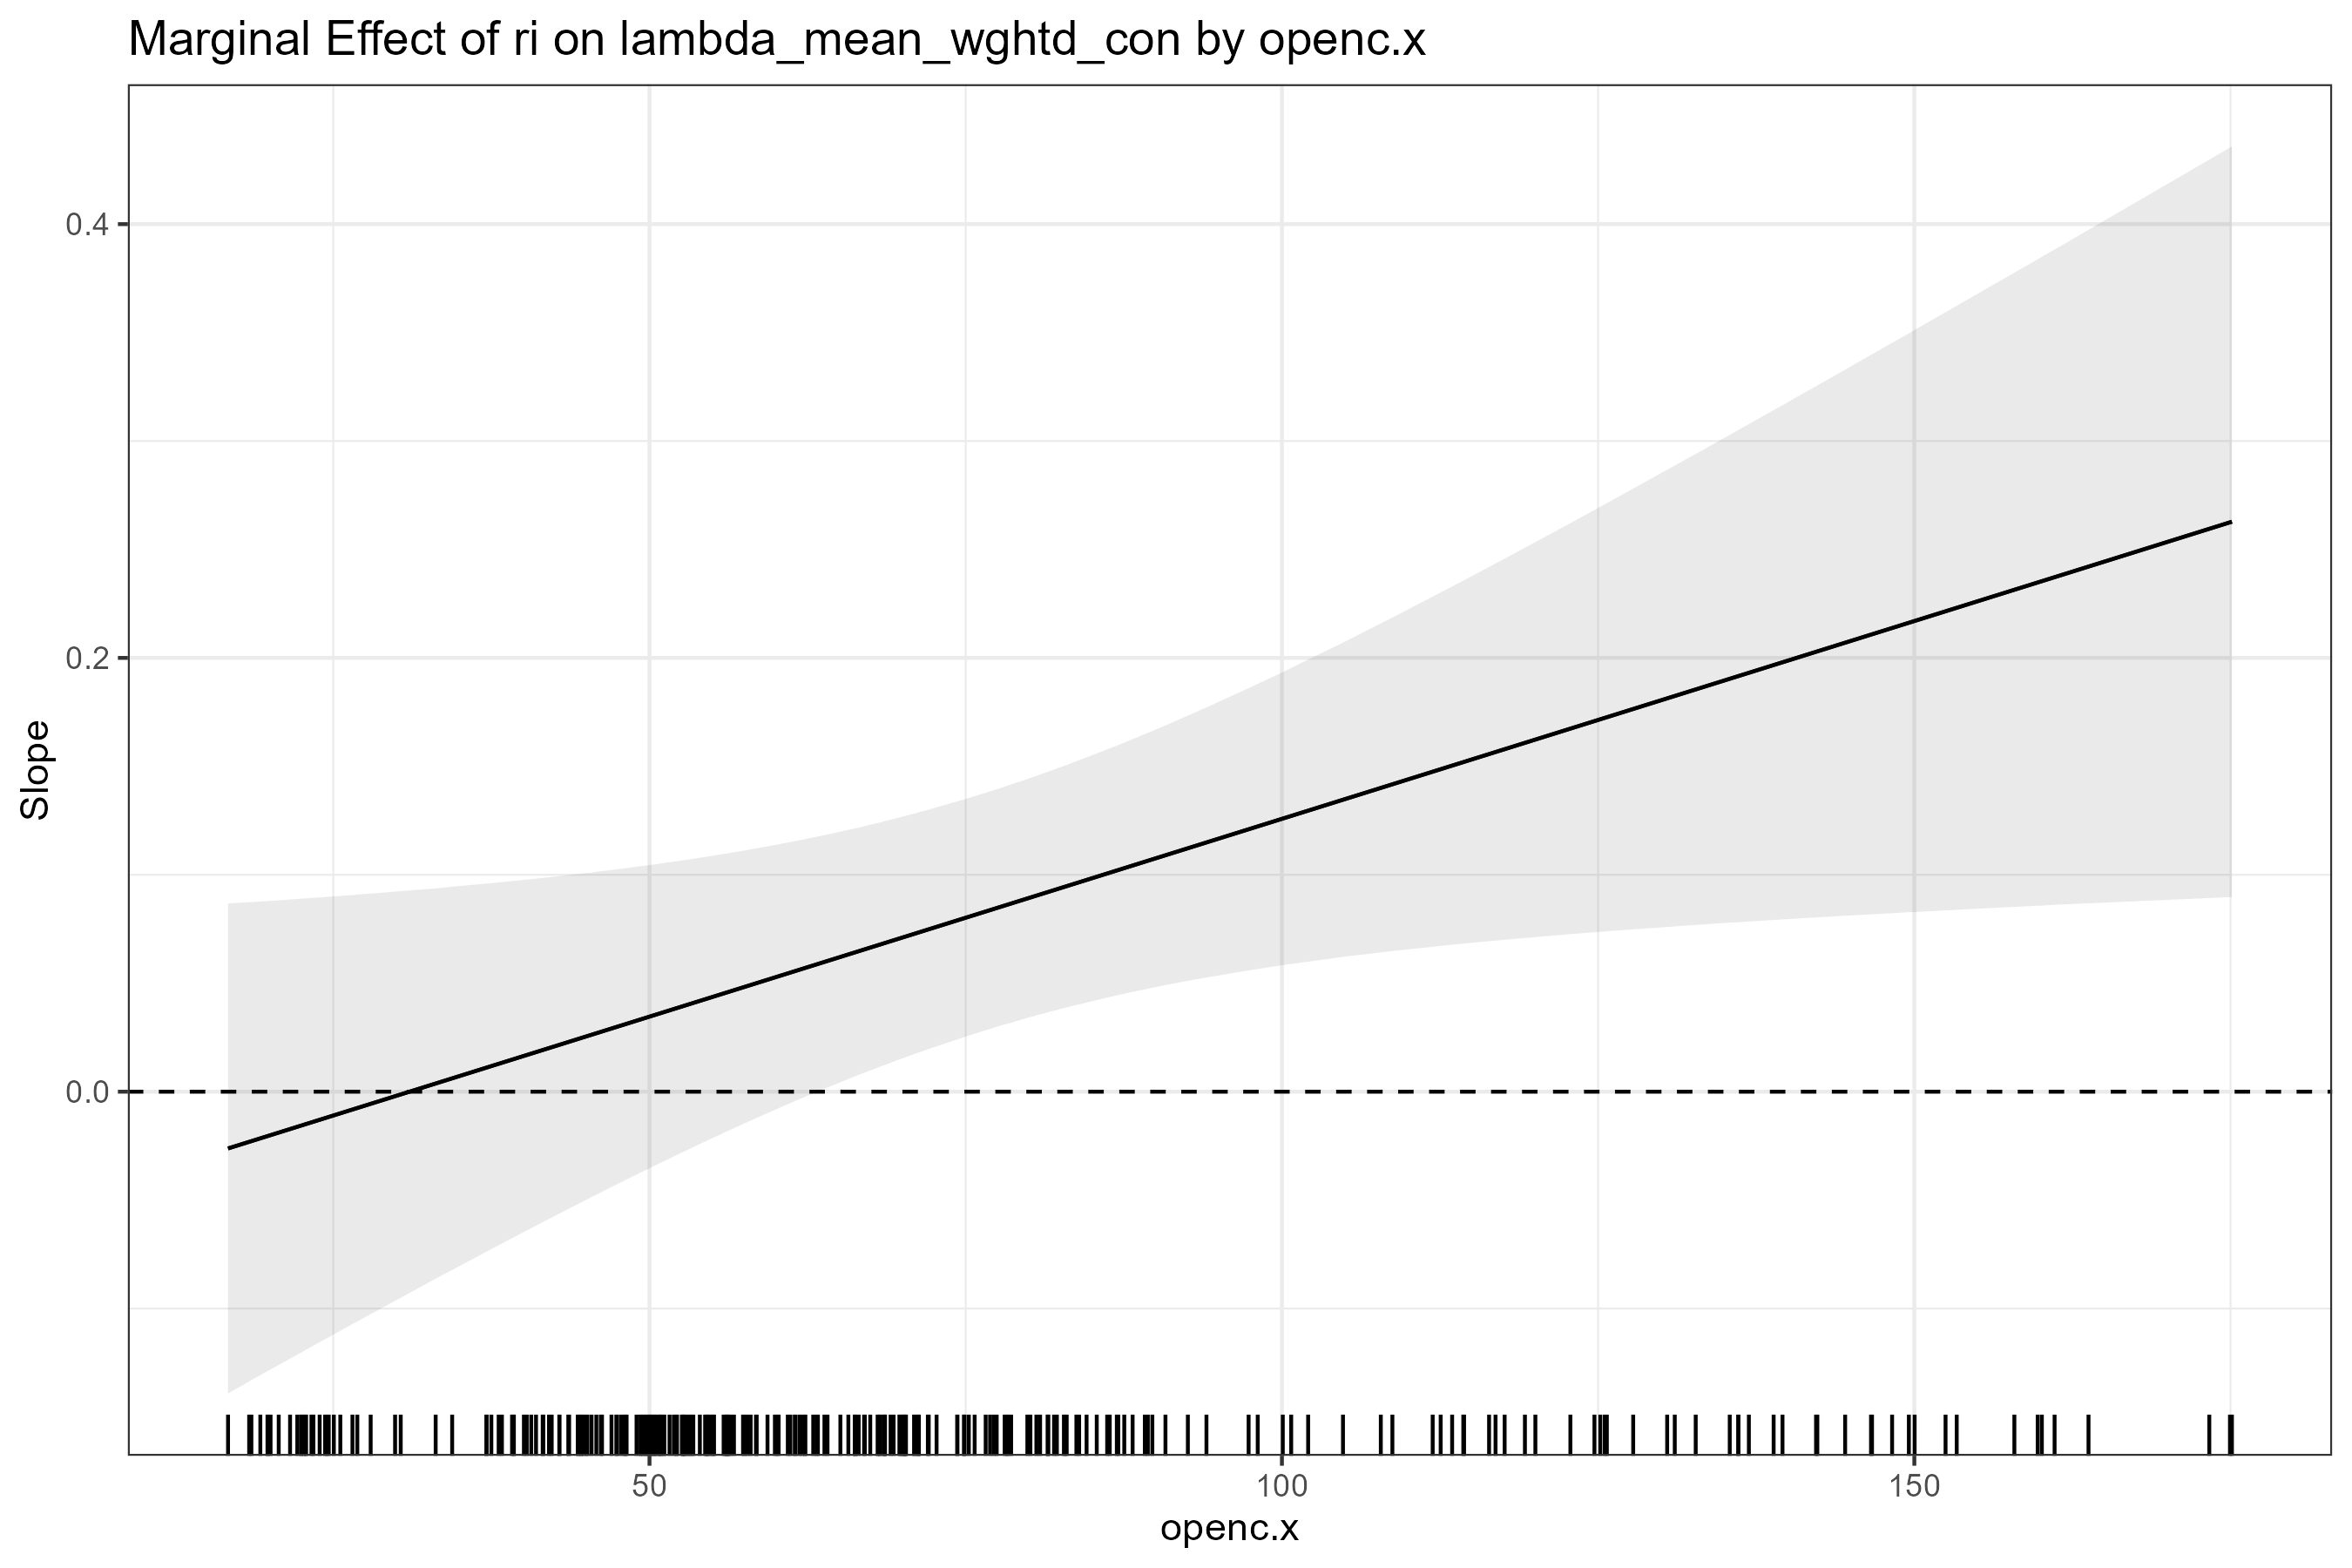 Marginal Effect of ri on lambda_mean_wghtd_con by openc.x
0.4
0.2
0.0
Slope
50 100 150
openc.x